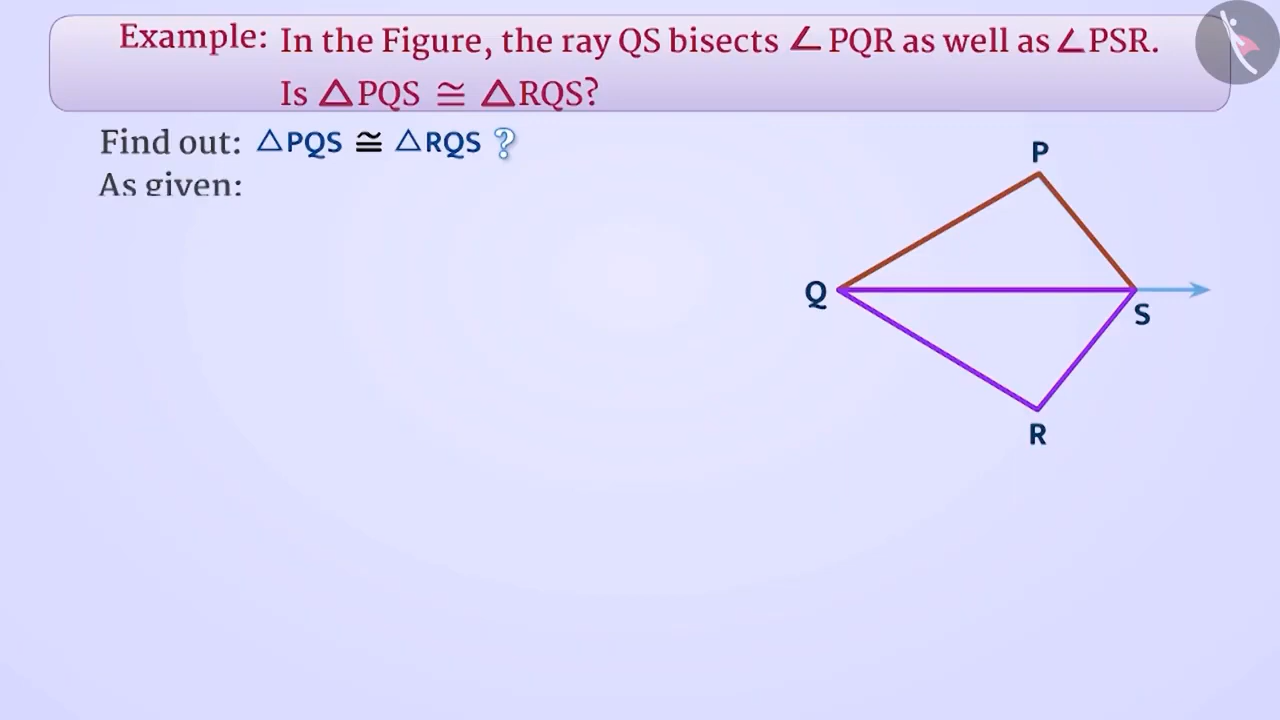 Example: In the Figure, the ray QS bisects ∠PQR as well as ∠PSR.
Is △PQS ≅ △RQS?
Find out: △PQS ≅ △RQS ?
As given:
P
Q
S
R